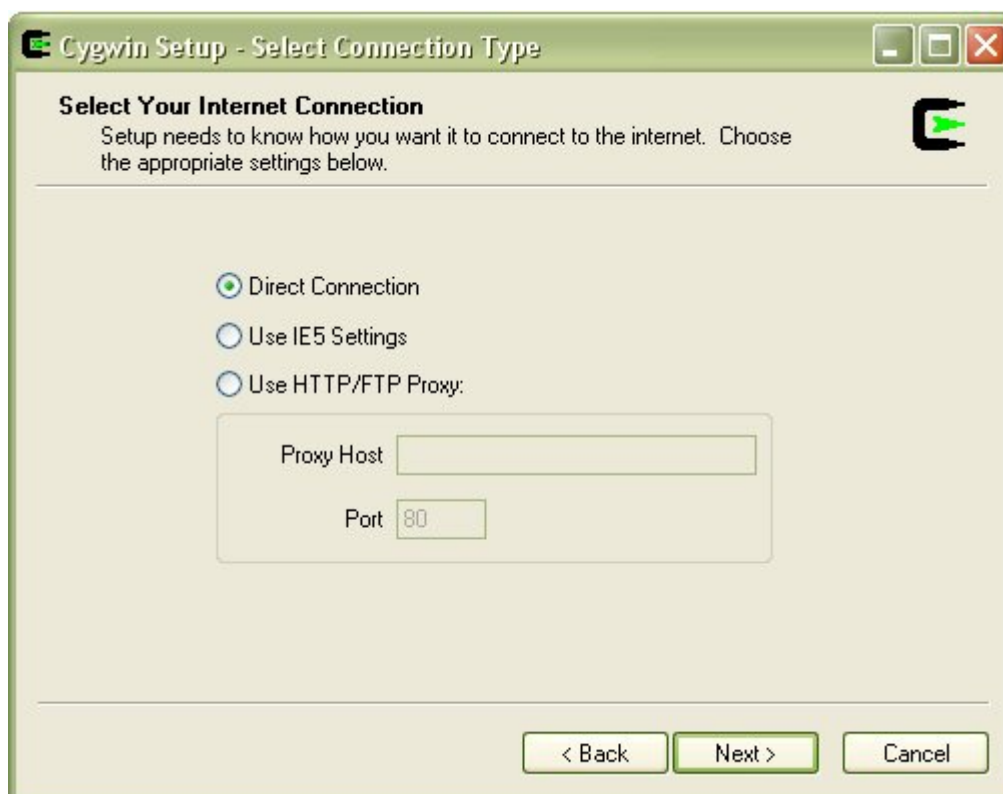 Cygwin Setup - Select Connection Type
Select Your Internet Connection
Setup needs to know how you want it to connect to the internet.  Choose
the appropriate settings below.
Direct Connection
Use IE5 Settings
Use HTTP/FTP Proxy:
Proxy Host
Port 80
< Back Next > Cancel